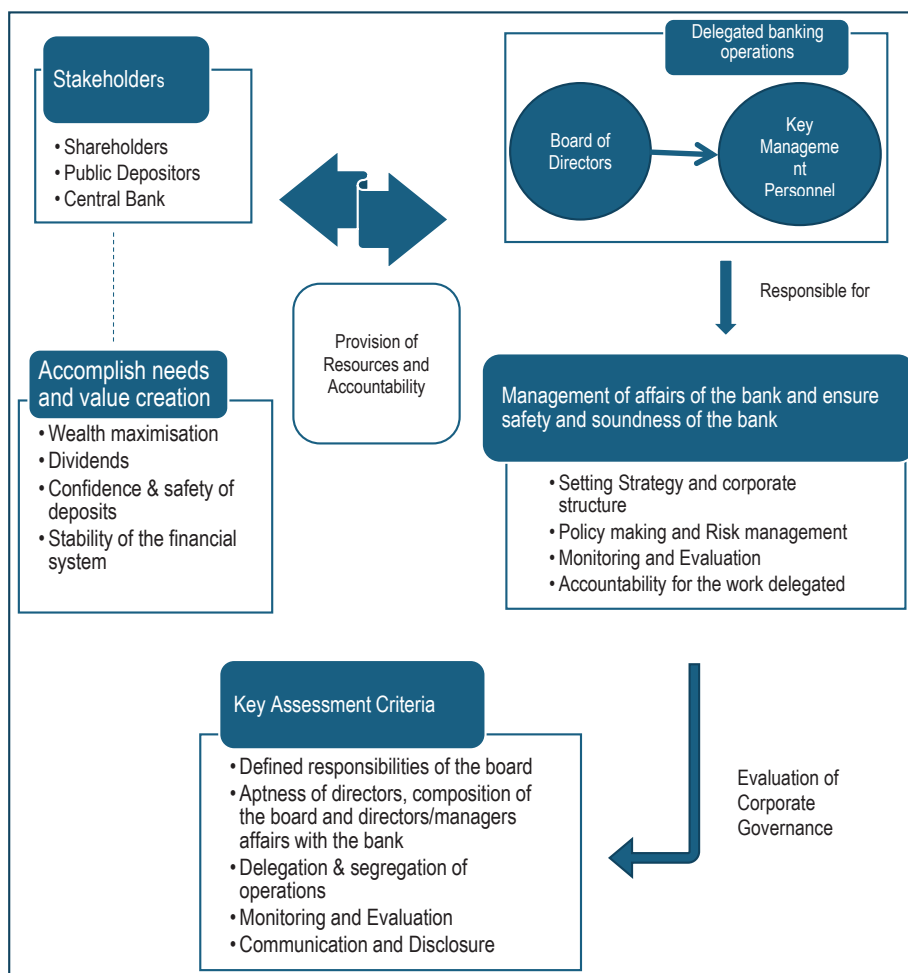 Stakeholders
• Shareholders
• Public Depositors
• Central Bank
Delegated banking
operations
Board of
Directors
Key
Manageme
nt
Personnel
Provision of
Resources and
Accountability
Responsible for
Accomplish needs
and value creation
• Wealth maximisation
• Dividends
• Confidence & safety of
deposits
• Stability of the financial
system
Management of affairs of the bank and ensure
safety and soundness of the bank
• Setting Strategy and corporate
structure
• Policy making and Risk management
• Monitoring and Evaluation
• Accountability for the work delegated
Key Assessment Criteria
• Defined responsibilities of the board
• Aptness of directors, composition of
the board and directors/managers
affairs with the bank
• Delegation & segregation of
operations
• Monitoring and Evaluation
• Communication and Disclosure
Evaluation of
Corporate
Governance